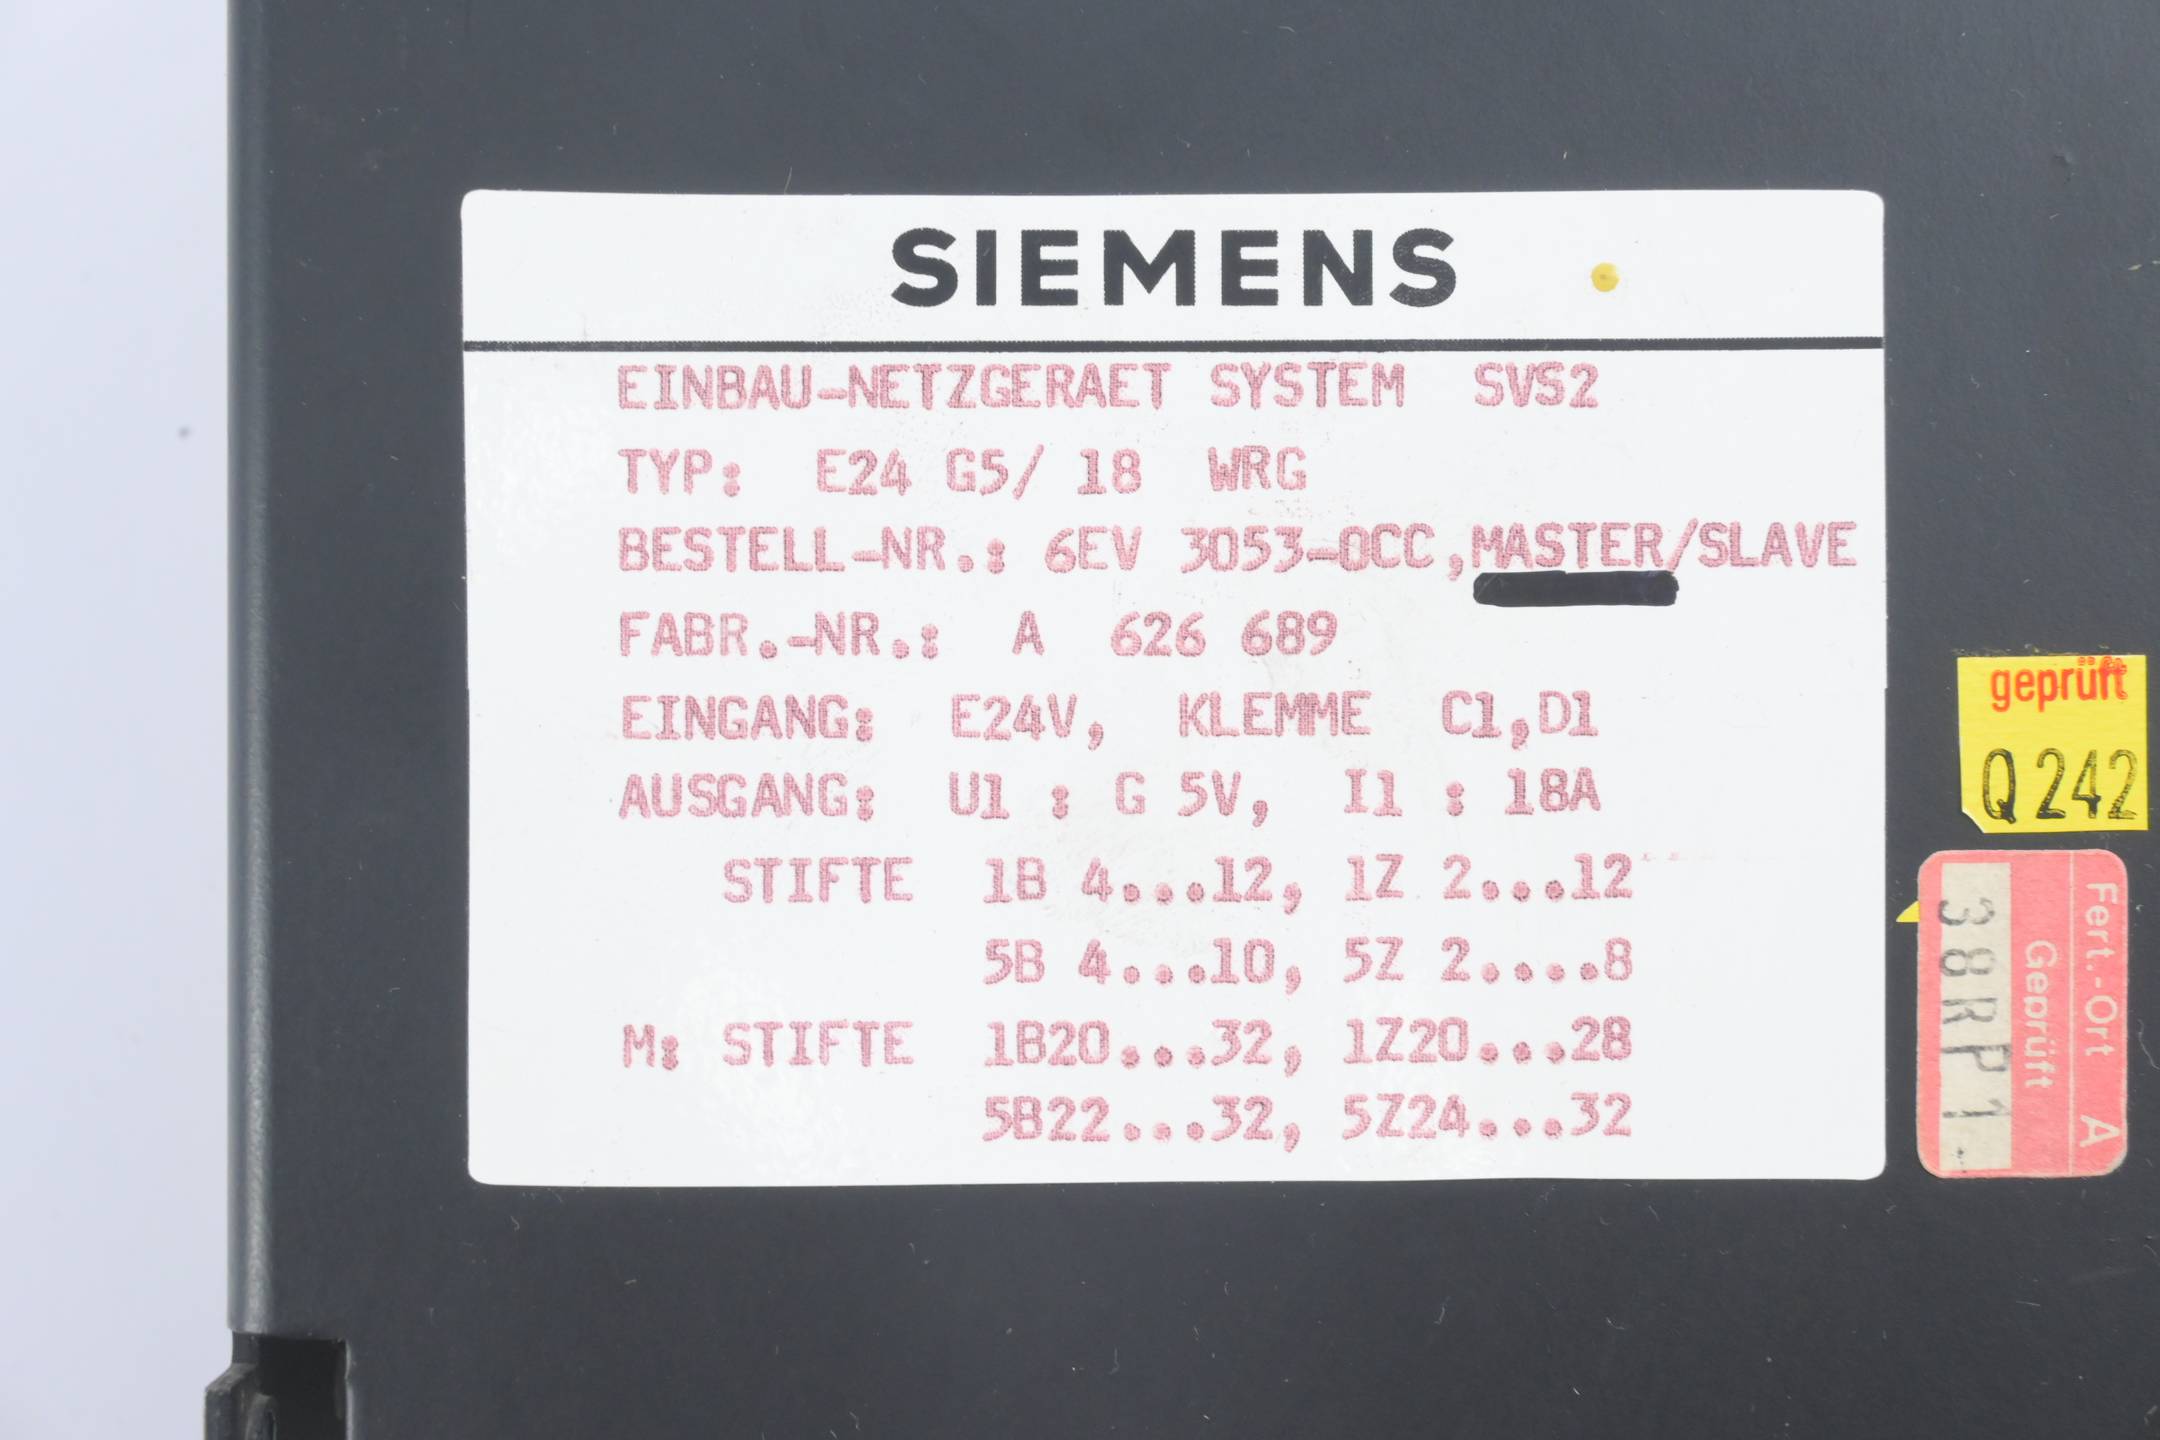 SIEMENS
EINBAU-NETZGERAET SYSTEM SVS2
TYP: E24 G5/ 18 WRG
BESTELL-NR.: 6EV 3053-0CC,MASTER/SLAVE
FABR.-NR.: A 626 689
EINGANG: E24V, KLEMME C1,D1
AUSGANG: U1 : G 5V, I1 : 18A
STIFTE 1B 4...12, 1Z 2...12
5B 4...10, 5Z 2....8
M: STIFTE 1B20...32, 1Z20...28
5B22...32, 5Z24...32
geprüft
Q 242
Fert.-Ort A
Geprüft
38RP1